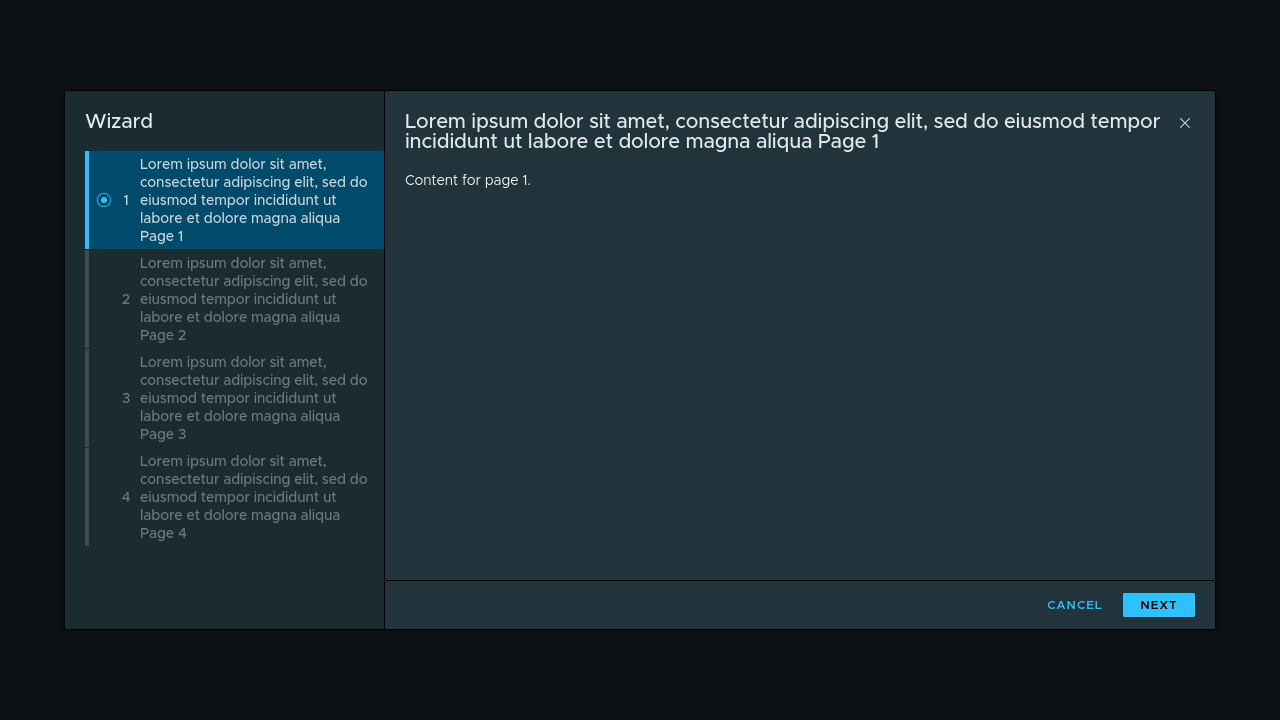 Wizard
1
Lorem ipsum dolor sit amet,
consectetur adipiscing elit, sed do
eiusmod tempor incididunt ut
labore et dolore magna aliqua
Page 1
2
Lorem ipsum dolor sit amet,
consectetur adipiscing elit, sed do
eiusmod tempor incididunt ut
labore et dolore magna aliqua
Page 2
3
Lorem ipsum dolor sit amet,
consectetur adipiscing elit, sed do
eiusmod tempor incididunt ut
labore et dolore magna aliqua
Page 3
4
Lorem ipsum dolor sit amet,
consectetur adipiscing elit, sed do
eiusmod tempor incididunt ut
labore et dolore magna aliqua
Page 4
Lorem ipsum dolor sit amet, consectetur adipiscing elit, sed do eiusmod tempor
incididunt ut labore et dolore magna aliqua Page 1
Content for page 1.
CANCEL
NEXT